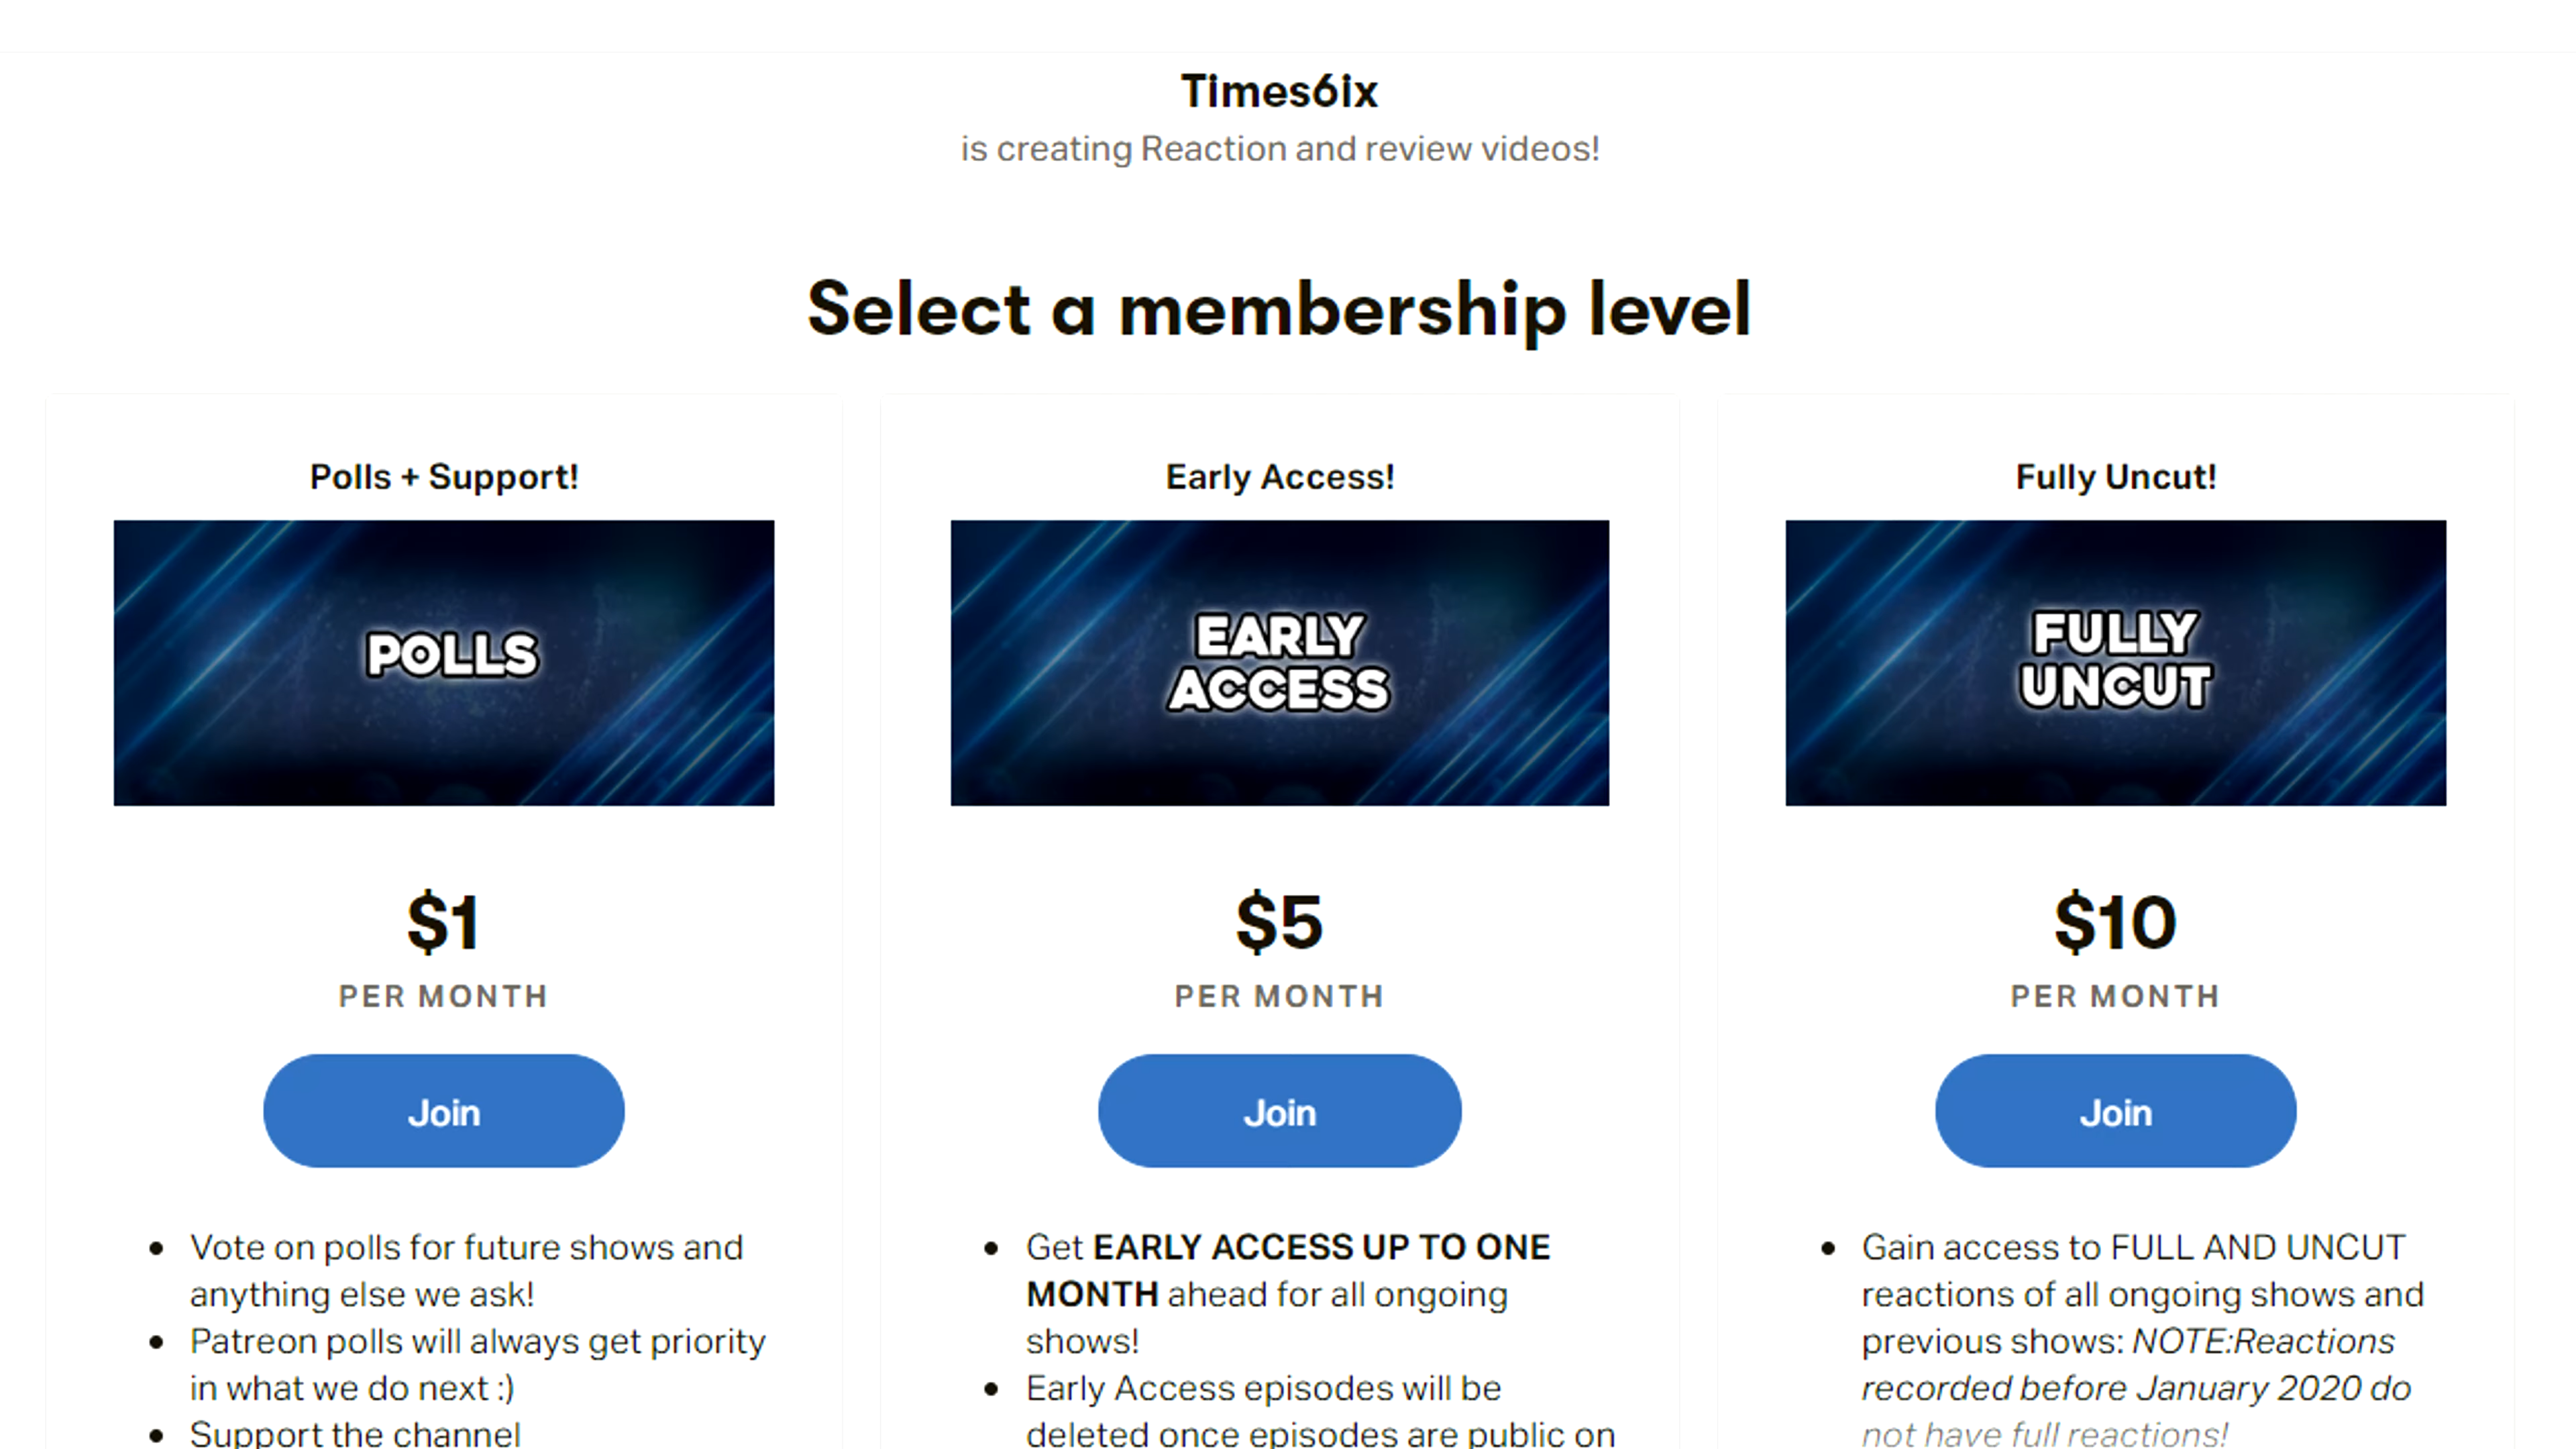 Times6ix
is creating Reaction and review videos!
Select a membership level
Polls + Support!
POLLS
$1
PER MONTH
Join
• Vote on polls for future shows and
anything else we ask!
• Patreon polls will always get priority
in what we do next :)
• Support the channel
Early Access!
EARLY
ACCESS
$5
PER MONTH
Join
• Get EARLY ACCESS UP TO ONE
MONTH ahead for all ongoing
shows!
• Early Access episodes will be
deleted once episodes are public on
Fully Uncut!
FULLY
UNCUT
$10
PER MONTH
Join
• Gain access to FULL AND UNCUT
reactions of all ongoing shows and
previous shows: NOTE:Reactions
recorded before January 2020 do
not have full reactions!